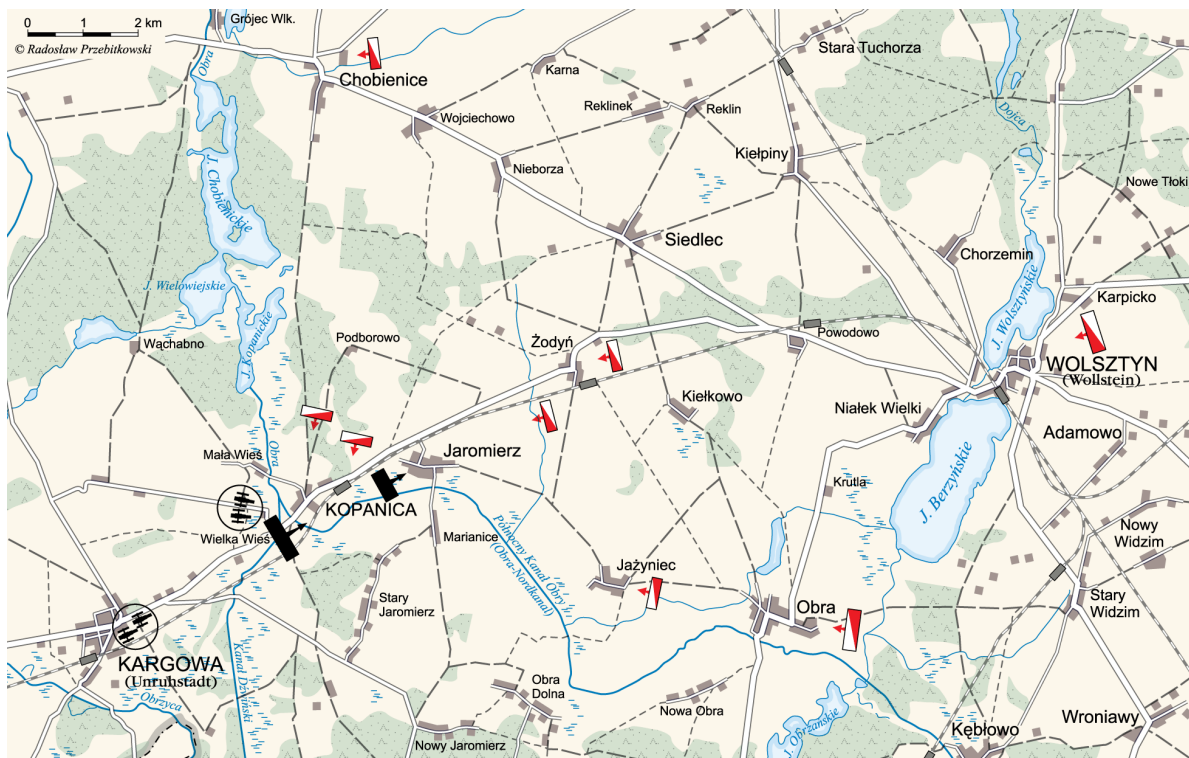 0 1 2 km
© Radosław Przebitkowski
Grójec Wlk.
Obra
Chobienice
Karna
Stara Tuchorza
Wojciechowo
Reklinek
Reklin
Dojca
J. Chobienickie
Nieborza
Kiełpiny
Nowe Tłoki
Siedlec
Chorzemin
J. Wielowiejskie
J. Kopanickie
J. Wolsztyńskie
Karpicko
Wąchabno
Podborowo
Żodyń
Powodowo
WOLSZTYN
(Wollstein)
Kiełkowo
Niałek Wielki
Adamowo
Mała Wieś
Obra
Jaromierz
Krutla
J. Berzyńskie
KOPANICA
Wielka Wieś
Marianice
Północny Kanał Obry
(Obra-Nordkanal)
Nowy
Widzim
Jażyniec
Stary
Jaromierz
Obra
Stary
Widzim
KARGOWA
(Unruhstadt)
Kanał Dźwiński
Obrzyca
Obra
Dolna
Nowa Obra
J. Obrzańskie
Wroniawy
Nowy Jaromierz
Kębłowo